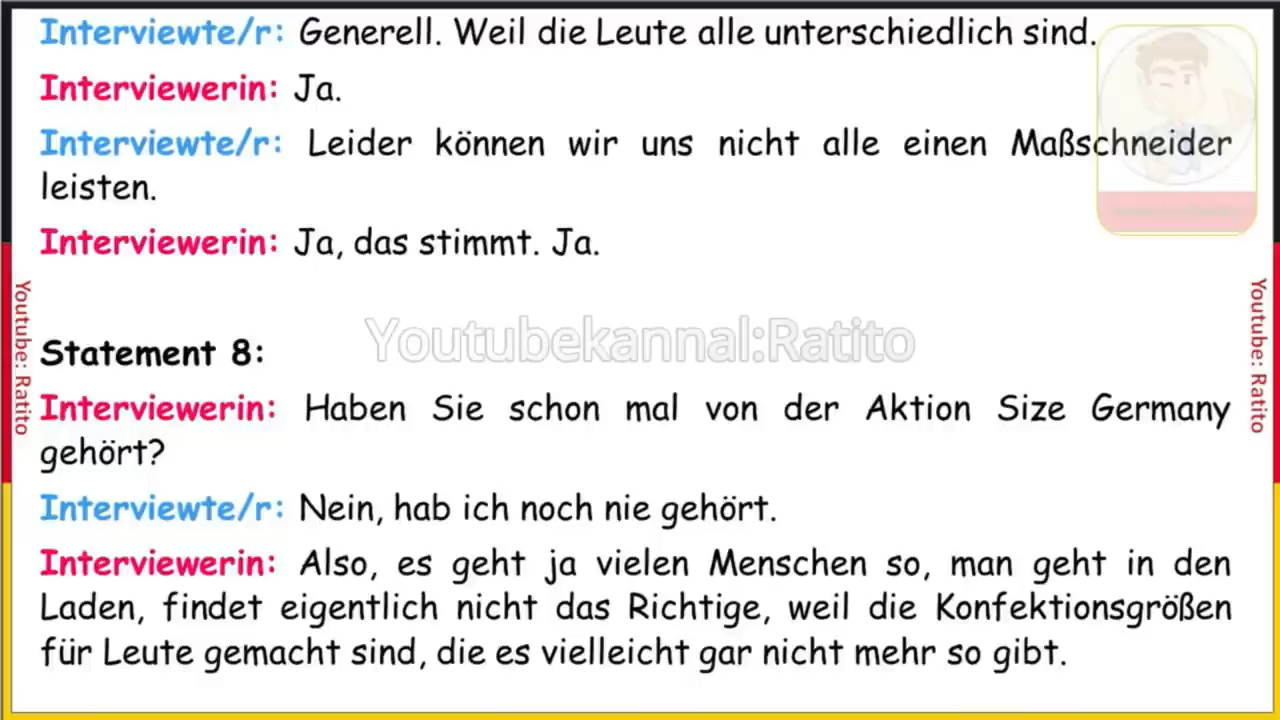 Interviewte/r: Generell. Weil die Leute alle unterschiedlich sind.
Interviewerin: Ja.
Interviewte/r: Leider können wir uns nicht alle einen Maßschneider
leisten.
Interviewerin: Ja, das stimmt. Ja.
Youtubekannal:Ratito
Statement 8:
Interviewerin: Haben Sie schon mal von der Aktion Size Germany
gehört?
Interviewte/r: Nein, hab ich noch nie gehört.
Interviewerin: Also, es geht ja vielen Menschen so, man geht in den
Laden, findet eigentlich nicht das Richtige, weil die Konfektionsgrößen
für Leute gemacht sind, die es vielleicht gar nicht mehr so gibt.
Youtube: Ratito
Youtube: Ratito